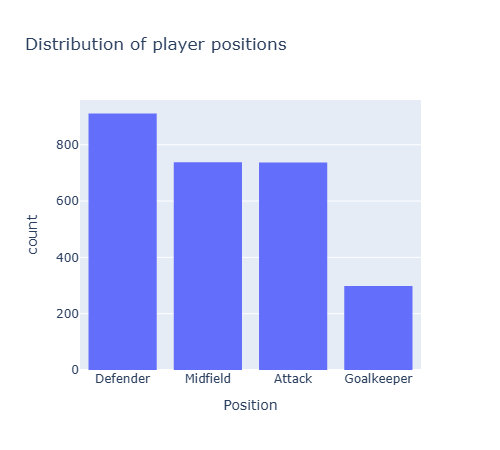 Distribution of player positions
800
600
400
200
0
count
Defender Midfield Attack Goalkeeper
Position